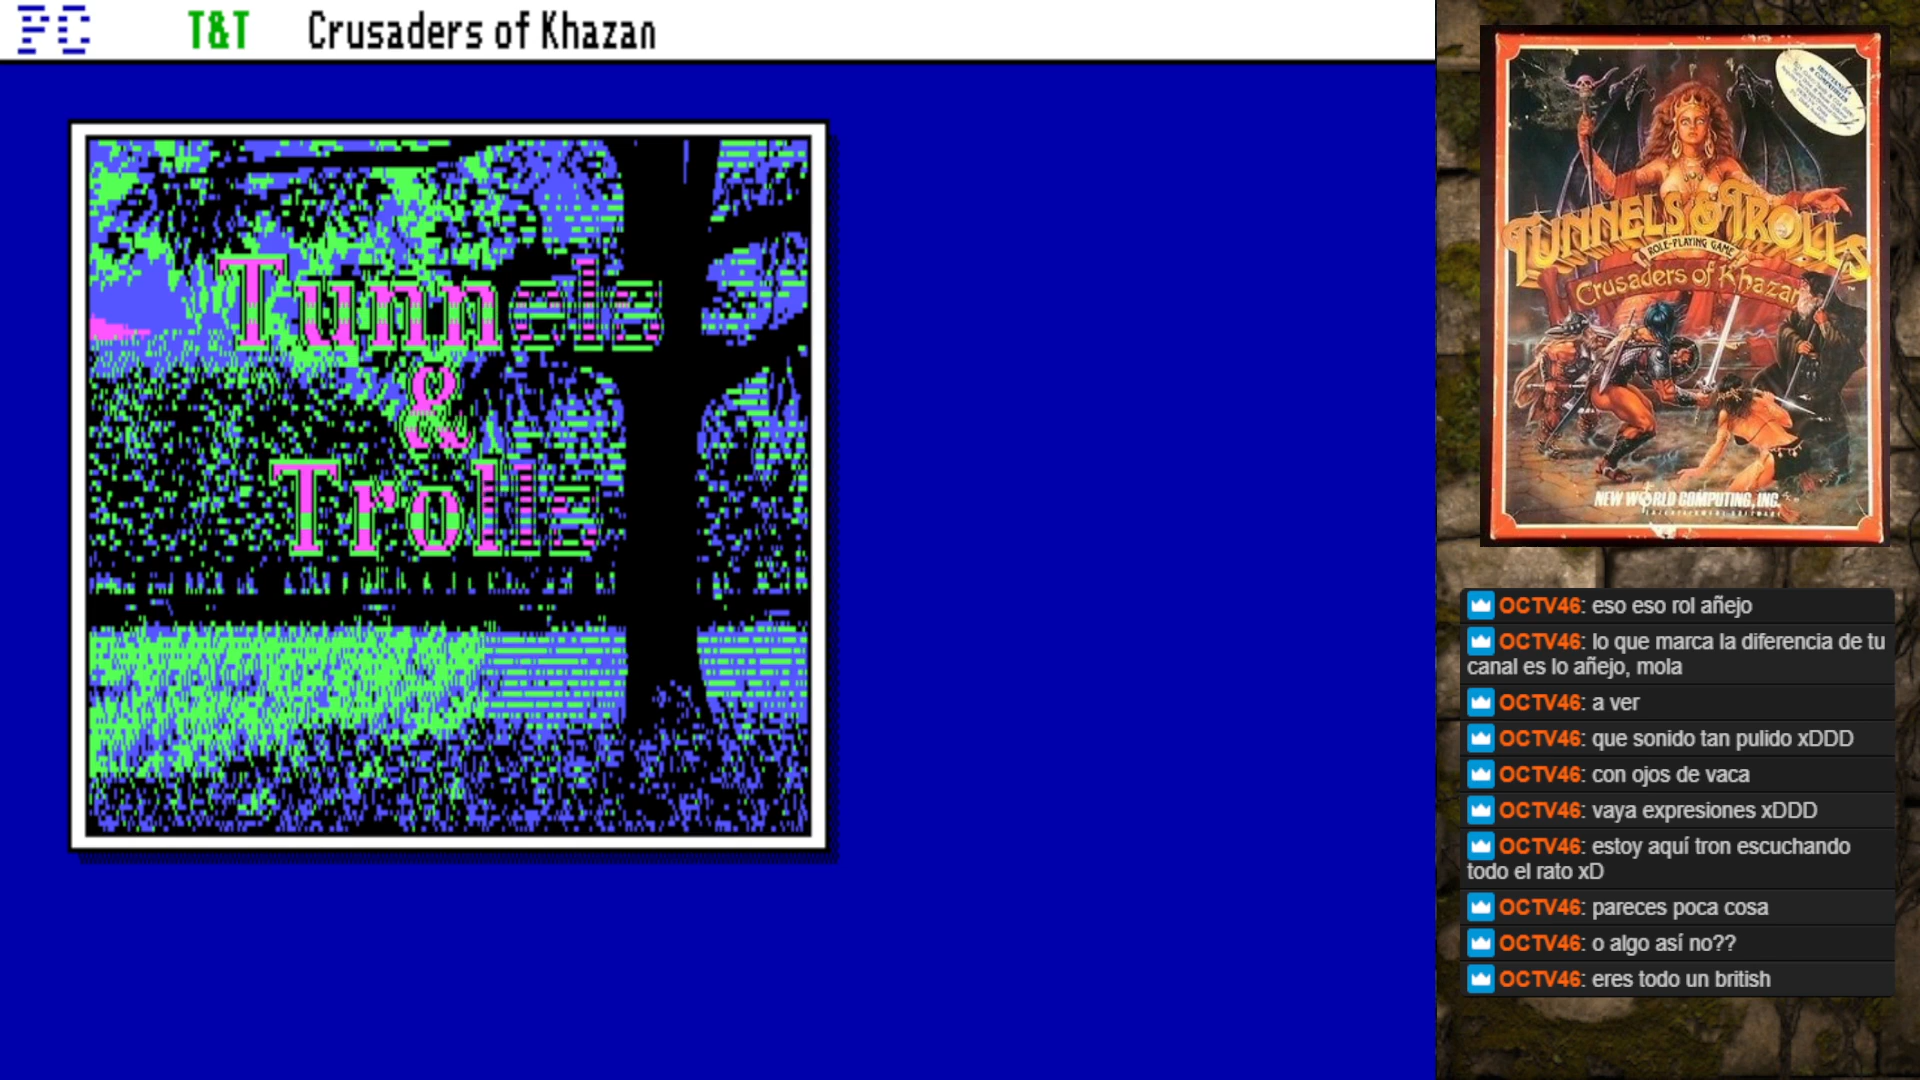 PC T&T Crusaders of Khazan
Tunnels
&
Trolls
TUNNELS & TROLLS
ROLE-PLAYING GAME
Crusaders of Khazan
NEW WORLD COMPUTING, INC.
OCTV46: eso eso rol añejo
OCTV46: lo que marca la diferencia de tu
canal es lo añejo, mola
OCTV46: a ver
OCTV46: que sonido tan pulido xDDD
OCTV46: con ojos de vaca
OCTV46: vaya expresiones xDDD
OCTV46: estoy aquí tron escuchando
todo el rato xD
OCTV46: pareces poca cosa
OCTV46: o algo así no??
OCTV46: eres todo un british